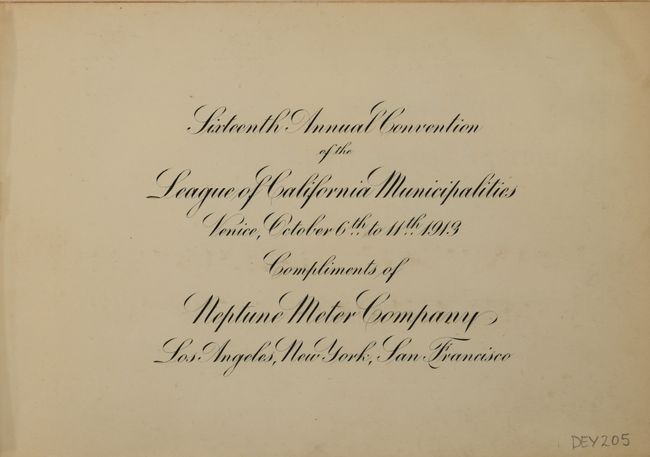 Sixteenth Annual Convention
of the
League of California Municipalities
Venice, October 6th to 11th 1913
Compliments of
Neptune Meter Company
Los Angeles, New York, San Francisco
DEY205